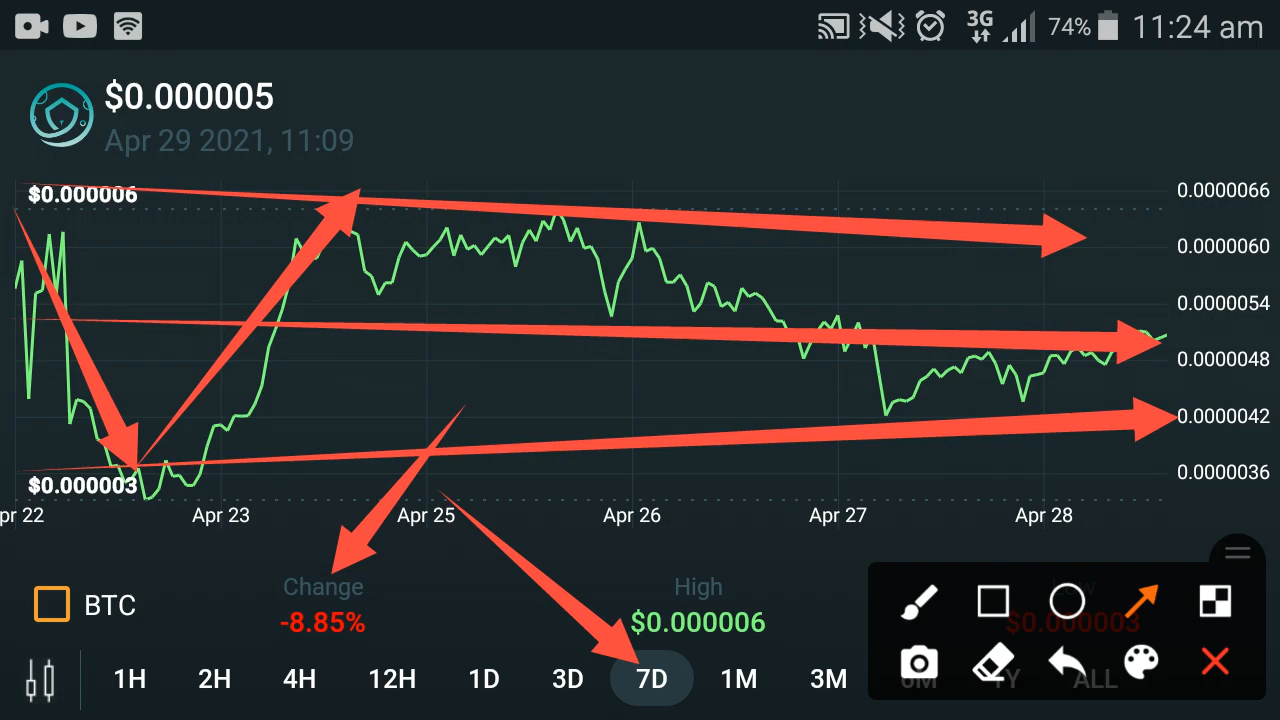 3G 74% 11:24 am
$0.000005
Apr 29 2021, 11:09
$0.000006
0.0000066
0.0000060
0.0000054
0.0000048
0.0000042
0.0000036
$0.000003
pr 22 Apr 23 Apr 25 Apr 26 Apr 27 Apr 28
Change High
BTC -8.85% $0.000006 $0.000003
1H 2H 4H 12H 1D 3D 7D 1M 3M 6M 1Y ALL